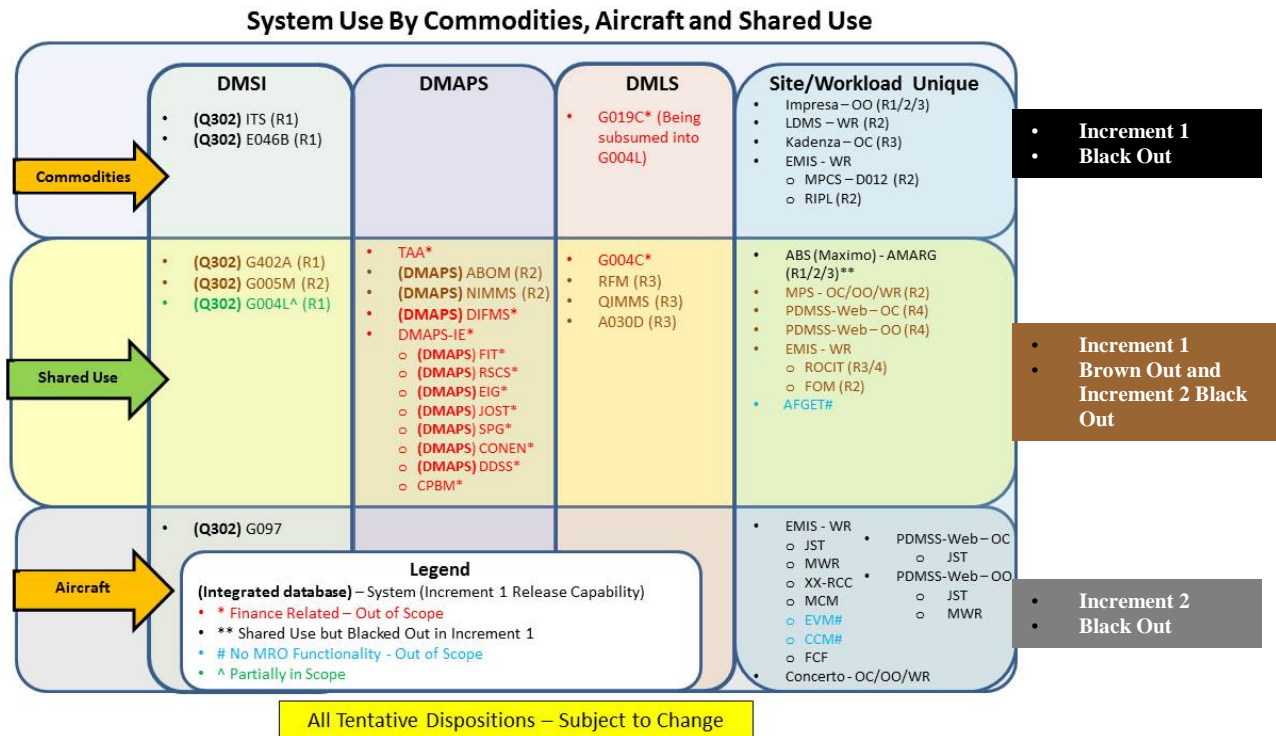 System Use By Commodities, Aircraft and Shared Use
DMSI
DMAPS
DMLS
Site/Workload Unique
Commodities
• (Q302) ITS (R1)
• (Q302) E046B (R1)
• G019C* (Being
subsumed into
G004L)
• Impresa – OO (R1/2/3)
• LDMS – WR (R2)
• Kadenza – OC (R3)
• EMIS - WR
o MPCS – D012 (R2)
o RIPL (R2)
• Increment 1
• Black Out
Shared Use
• (Q302) G402A (R1)
• (Q302) G005M (R2)
• (Q302) G004L^ (R1)
• TAA*
• (DMAPS) ABOM (R2)
• (DMAPS) NIMMS (R2)
• (DMAPS) DIFMS*
• DMAPS-IE*
o (DMAPS) FIT*
o (DMAPS) RSCS*
o (DMAPS) EIG*
o (DMAPS) JOST*
o (DMAPS) SPG*
o (DMAPS) CONEN*
o (DMAPS) DDSS*
o CPBM*
• G004C*
• RFM (R3)
• QIMMS (R3)
• A030D (R3)
• ABS (Maximo) - AMARG
(R1/2/3)**
• MPS - OC/OO/WR (R2)
• PDMSS-Web – OC (R4)
• PDMSS-Web – OO (R4)
• EMIS - WR
o ROCIT (R3/4)
o FOM (R2)
• AFGET#
• Increment 1
• Brown Out and
Increment 2 Black
Out
Aircraft
• (Q302) G097
• EMIS - WR
o JST
o MWR
o XX-RCC
o MCM
o EVM#
o CCM#
o FCF
• Concerto - OC/OO/WR
• PDMSS-Web – OC
o JST
• PDMSS-Web – OO
o JST
o MWR
• Increment 2
• Black Out
Legend
(Integrated database) – System (Increment 1 Release Capability)
• * Finance Related – Out of Scope
• ** Shared Use but Blacked Out in Increment 1
• # No MRO Functionality - Out of Scope
• ^ Partially in Scope
All Tentative Dispositions – Subject to Change